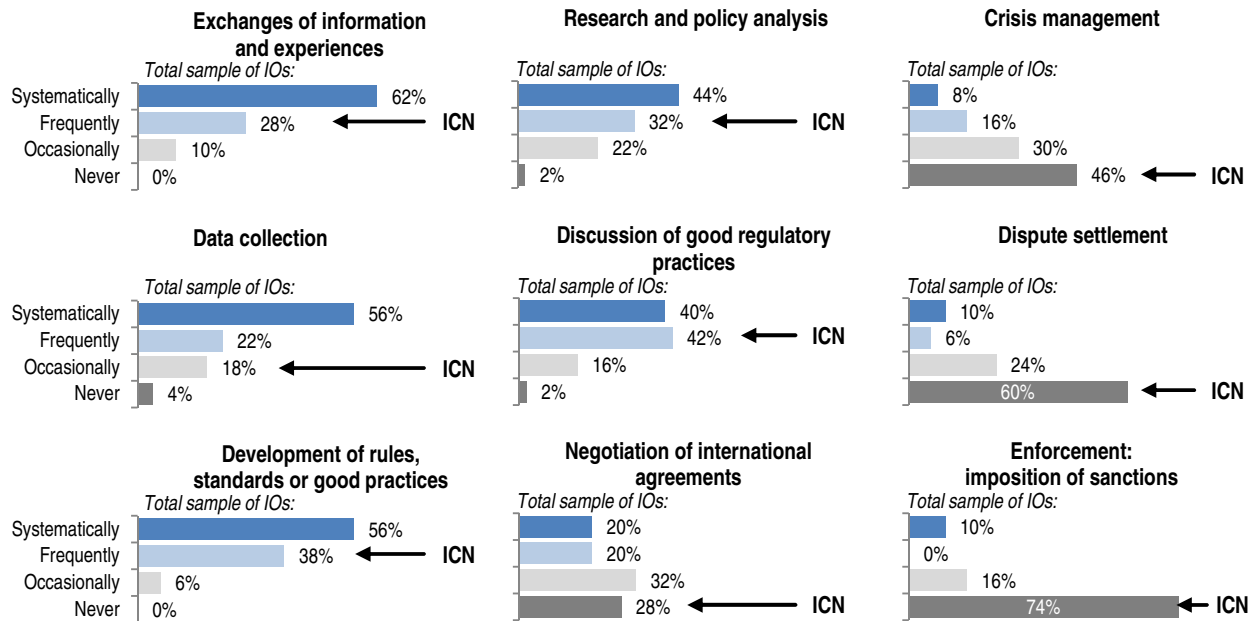 Exchanges of information
and experiences
Total sample of IOs:
Systematically 62%
Frequently 28% ICN
Occasionally 10%
Never 0%
Research and policy analysis
Total sample of IOs:
44%
32% ICN
22%
2%
Crisis management
Total sample of IOs:
8%
16%
30%
46% ICN
Data collection
Total sample of IOs:
Systematically 56%
Frequently 22%
Occasionally 18% ICN
Never 4%
Discussion of good regulatory
practices
Total sample of IOs:
40%
42% ICN
16%
2%
Dispute settlement
Total sample of IOs:
10%
6%
24%
60% ICN
Development of rules,
standards or good practices
Total sample of IOs:
Systematically 56%
Frequently 38% ICN
Occasionally 6%
Never 0%
Negotiation of international
agreements
Total sample of IOs:
20%
20%
32%
28% ICN
Enforcement:
imposition of sanctions
Total sample of IOs:
10%
0%
16%
74% ICN